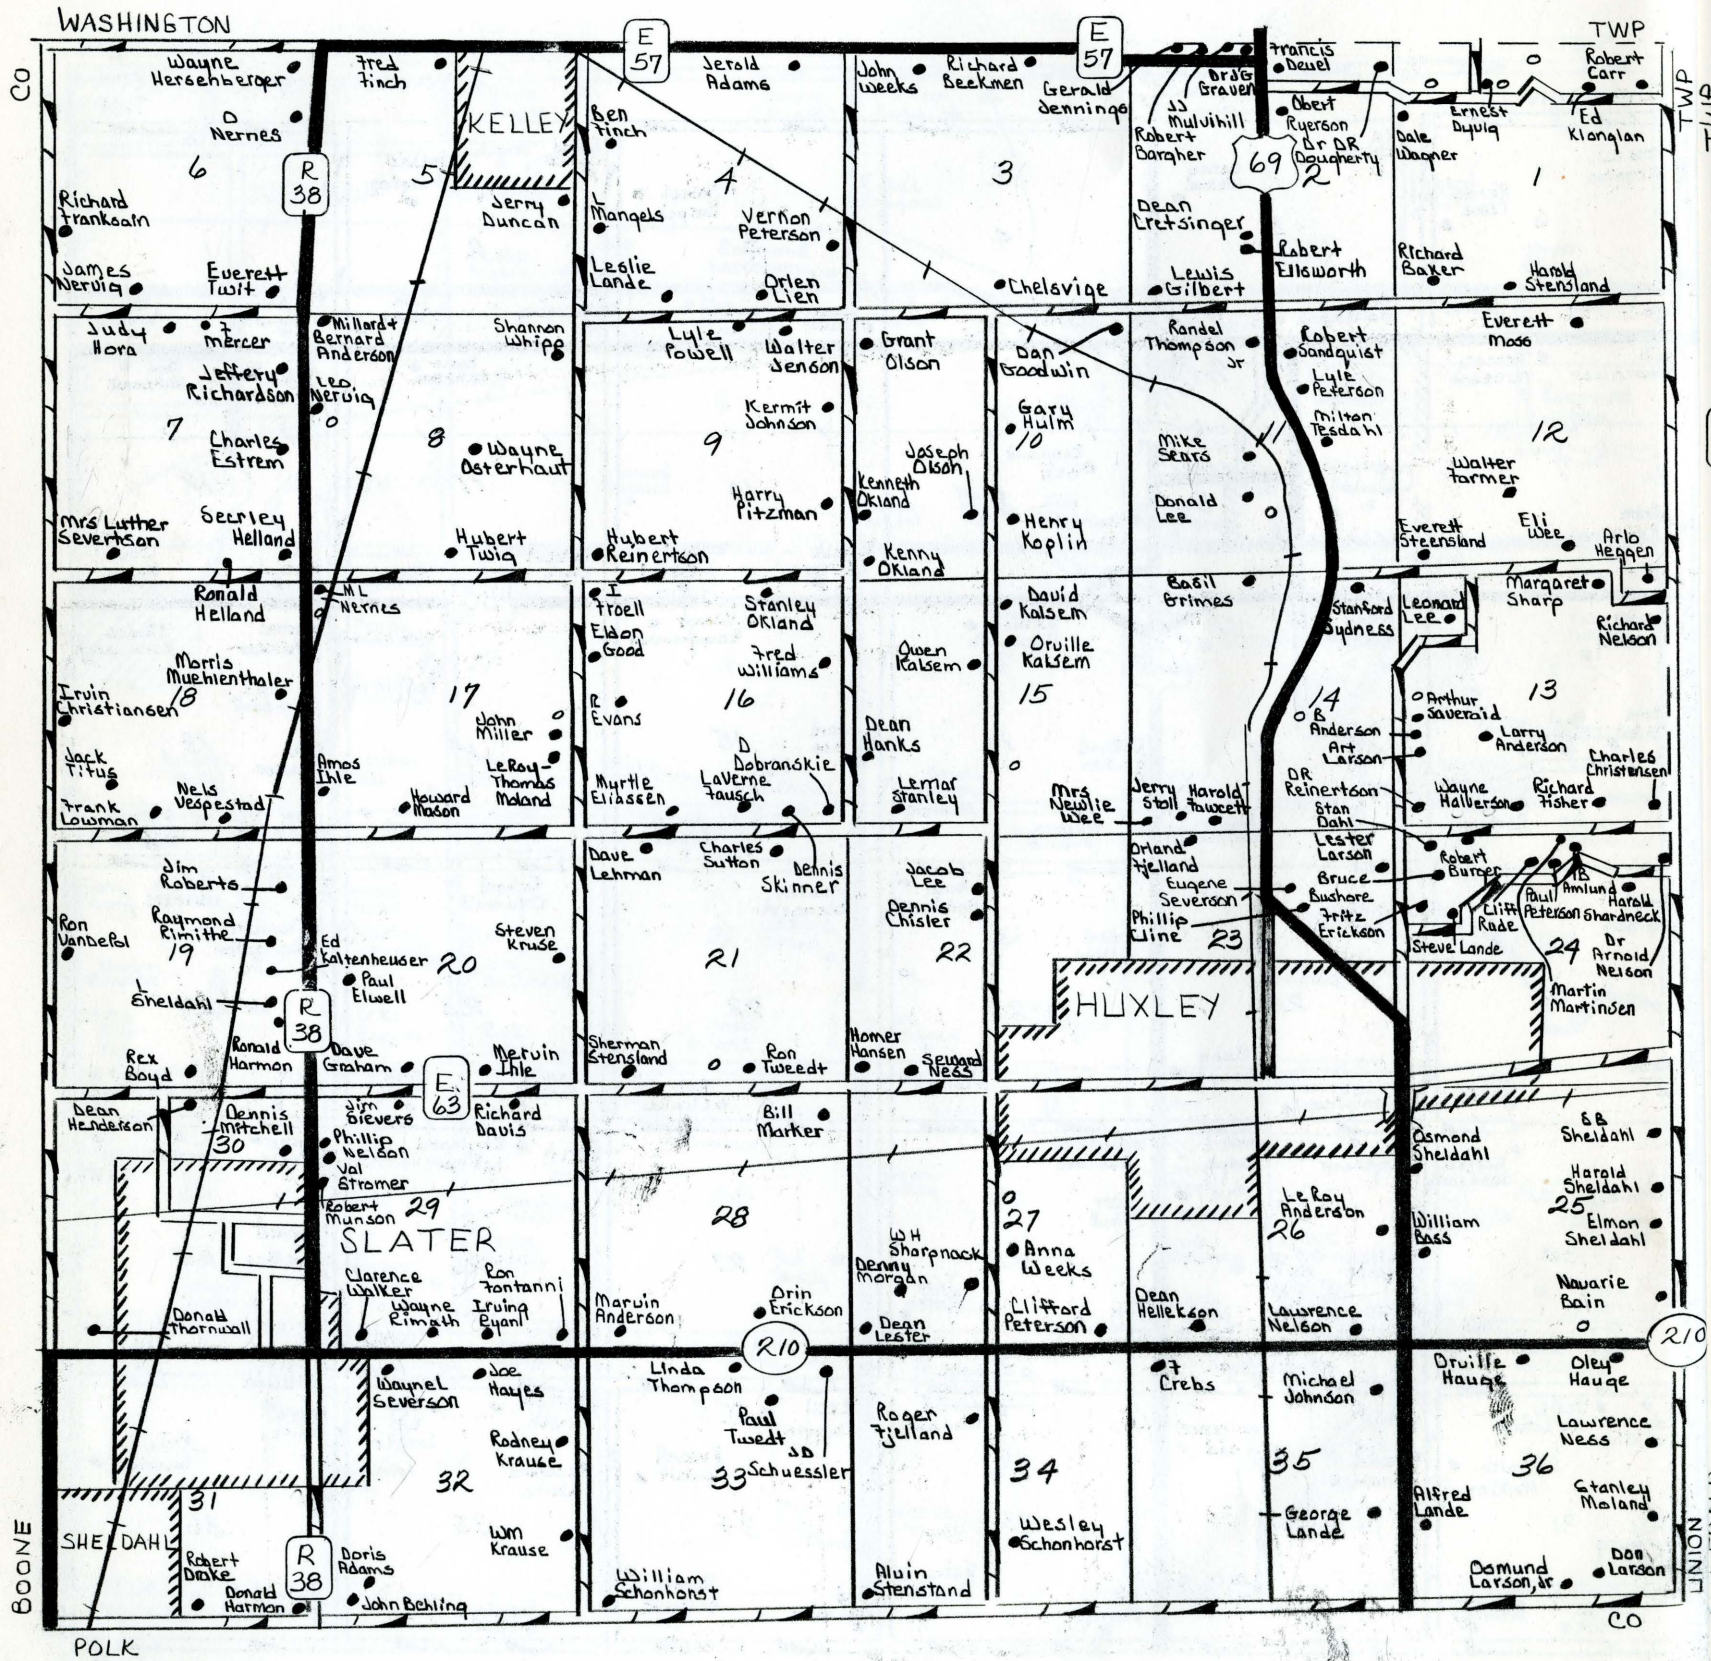 WASHINGTON
TWP
CO
TWP
E
57
E
57
Wayne
Hershenberger
Fred
Finch
Jerold
Adams
John
Weeks
Richard
Beekmen
Gerald
Jennings
Dr J G
Graven
JJ
Mulvihill
Robert
Bargher
Francis
Deuel
Obert
Ryerson
Dr DR
Dougherty
Dale
Wagner
Ernest
Dyvig
Robert
Carr
Ed
Klonglan
O
Nernes
KELLEY
Ben
Finch
6
R
38
5
4
3
69
2
1
Richard
Franksain
Jerry
Duncan
L
Mangels
Vernon
Peterson
Dean
Cretsinger
Robert
Ellsworth
Richard
Baker
Harold
Stensland
James
Nervig
Everett
Twit
Leslie
Lande
Orlen
Lien
Chelsvige
Lewis
Gilbert
Judy
Hora
F
Mercer
Millard +
Bernard
Anderson
Shannon
Whipp
Lyle
Powell
Walter
Jenson
Grant
Olson
Dan
Goodwin
Randel
Thompson
Jr
Robert
Sandquist
Everett
Moss
Jeffery
Richardson
Leo
Nervig
Lyle
Peterson
Kermit
Johnson
Gary
Hulm
Milton
Tesdahl
7
8
9
10
11
12
Charles
Estrem
Wayne
Osterhaut
Joseph
Olson
Mike
Sears
Walter
Farmer
Kenneth
Okland
Harry
Pitzman
Donald
Lee
Mrs Luther
Severtson
Secrley
Helland
Hubert
Twig
Hubert
Reinertson
Kenny
Okland
Henry
Koplin
Everett
Steensland
Eli
Wee
Arlo
Heggen
Ronald
Helland
ML
Nernes
I
Froell
Stanley
Okland
David
Kalsem
Basil
Grimes
Stanford
Sydness
Leonard
Lee
Margaret
Sharp
Richard
Nelson
Eldon
Good
Fred
Williams
Owen
Kalsem
Orville
Kalsem
Morris
Muehlenthaler
Irvin
Christiansen
18
17
16
15
14
13
R
Evans
John
Miller
Dean
Hanks
B
Anderson
Arthur
Saueraid
Art
Larson
Larry
Anderson
Jack
Titus
Amos
Ihle
LeRoy-
Thomas
Moland
D
Dobranskie
LaVerne
Fausch
Myrtle
Eliassen
Lemar
Stanley
Charles
Christensen
Frank
Lowman
Nels
Vespestad
Howard
Mason
Mrs
Newlie
Wee
Jerry
Stoll
Harold
Fawcett
DR
Reinertson
Stan
Dahl
Wayne
Halverson
Richard
Fisher
Jim
Roberts
Dave
Lehman
Charles
Sutton
Dennis
Skinner
Jacob
Lee
Orland
Fjelland
Lester
Larson
Robert
Burger
Bruce
Bushore
Eugene
Severson
Dennis
Chisler
Phillip
Cline
Fritz
Erickson
Paul
Peterson
IB
Amlund
Harold
Shardneck
Cliff
Rude
Steve Lande
Dr
Arnold
Nelson
Martin
Martinsen
Ron
VanDePol
Raymond
Rimithe
Ed
Kaltenheuser
Steven
Kruse
19
20
21
22
23
24
L
Sheldahl
Paul
Elwell
HUXLEY
R
38
Rex
Boyd
Ronald
Harmon
Dave
Graham
Mervin
Ihle
Sherman
Stensland
Ron
Tweedt
Homer
Hansen
Seward
Ness
E
63
Dean
Henderson
Dennis
Mitchell
Jim
Sievers
Richard
Davis
Bill
Marker
Osmond
Sheldahl
SB
Sheldahl
30
Phillip
Nelson
Val
Stromer
Robert
Munson
29
28
27
26
25
SLATER
Harold
Sheldahl
LeRoy
Anderson
William
Bass
Elmon
Sheldahl
WH
Sharpnack
Denny
Morgan
Anna
Weeks
Donald
Thornwall
Clarence
Walker
Ron
Fontanni
Wayne
Rimath
Irving
Ryan
Marvin
Anderson
Orin
Erickson
Dean
Lester
Clifford
Peterson
Dean
Hellekson
Lawrence
Nelson
Navarie
Bain
210
210
Wayne L
Severson
Joe
Hayes
Linda
Thompson
Paul
Twedt
JD
Schuessler
Roger
Fjelland
F
Crebs
Michael
Johnson
Orville
Hauge
Oley
Hauge
Lawrence
Ness
Rodney
Krause
31
32
33
34
35
36
Alfred
Lande
Stanley
Moland
SHELDAHL
Wm
Krause
Wesley
Schonhorst
George
Lande
Robert
Drake
Donald
Harmon
R
38
Doris
Adams
John Behling
William
Schonhorst
Alvin
Stenstand
Osmund
Larson, Jr
Don
Larson
BOONE
UNION
POLK
CO